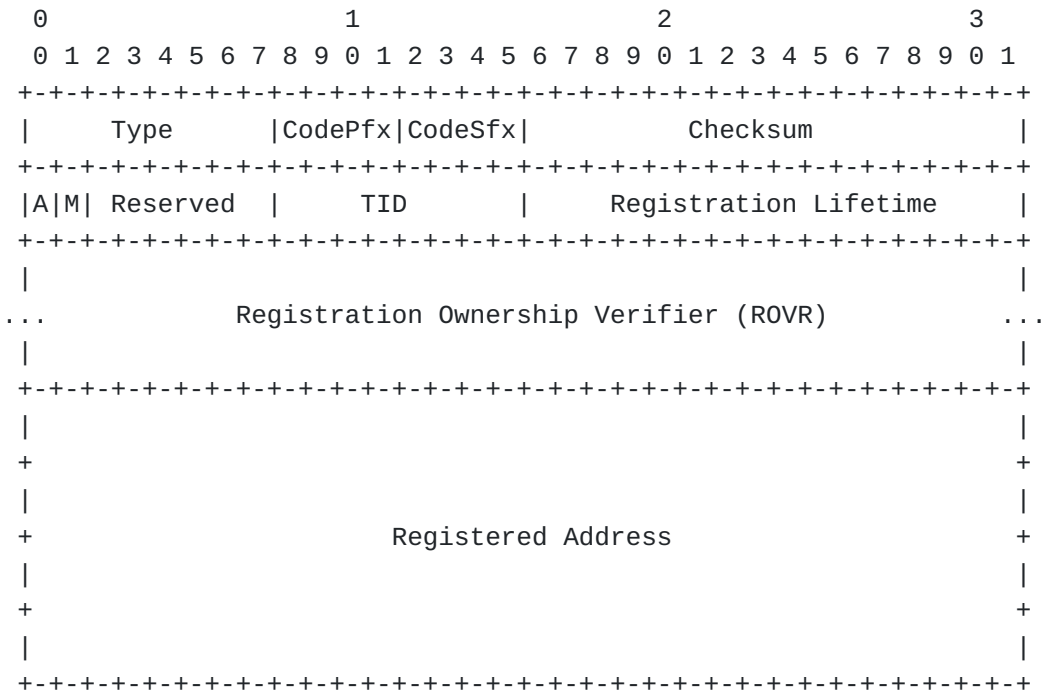 0                   1                   2                   3
 0 1 2 3 4 5 6 7 8 9 0 1 2 3 4 5 6 7 8 9 0 1 2 3 4 5 6 7 8 9 0 1
+-+-+-+-+-+-+-+-+-+-+-+-+-+-+-+-+-+-+-+-+-+-+-+-+-+-+-+-+-+-+-+-+
|     Type      |CodePfx|CodeSfx|          Checksum             |
+-+-+-+-+-+-+-+-+-+-+-+-+-+-+-+-+-+-+-+-+-+-+-+-+-+-+-+-+-+-+-+-+
|A|M| Reserved  |     TID       |     Registration Lifetime     |
+-+-+-+-+-+-+-+-+-+-+-+-+-+-+-+-+-+-+-+-+-+-+-+-+-+-+-+-+-+-+-+-+
|                                                               |
...            Registration Ownership Verifier (ROVR)           ...
|                                                               |
+-+-+-+-+-+-+-+-+-+-+-+-+-+-+-+-+-+-+-+-+-+-+-+-+-+-+-+-+-+-+-+-+
|                                                               |
+                                                               +
|                                                               |
+                       Registered Address                      +
|                                                               |
+                                                               +
|                                                               |
+-+-+-+-+-+-+-+-+-+-+-+-+-+-+-+-+-+-+-+-+-+-+-+-+-+-+-+-+-+-+-+-+